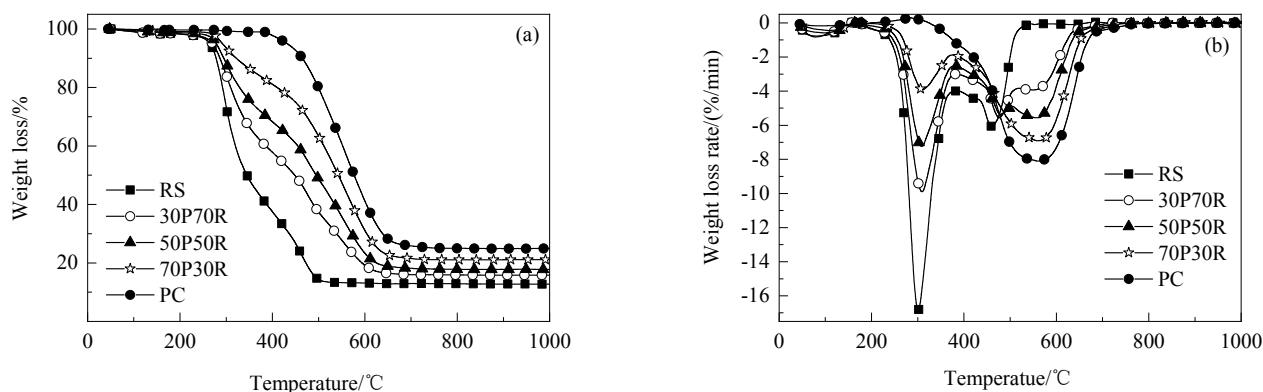 (a)
100
80
60
40
20
Weight loss/%
RS
30P70R
50P50R
70P30R
PC
0 200 400 600 800 1000
Temperature/℃
(b)
0
-2
-4
-6
-8
-10
-12
-14
-16
Weight loss rate/(%/min)
RS
30P70R
50P50R
70P30R
PC
0 200 400 600 800 1000
Temperatue/℃